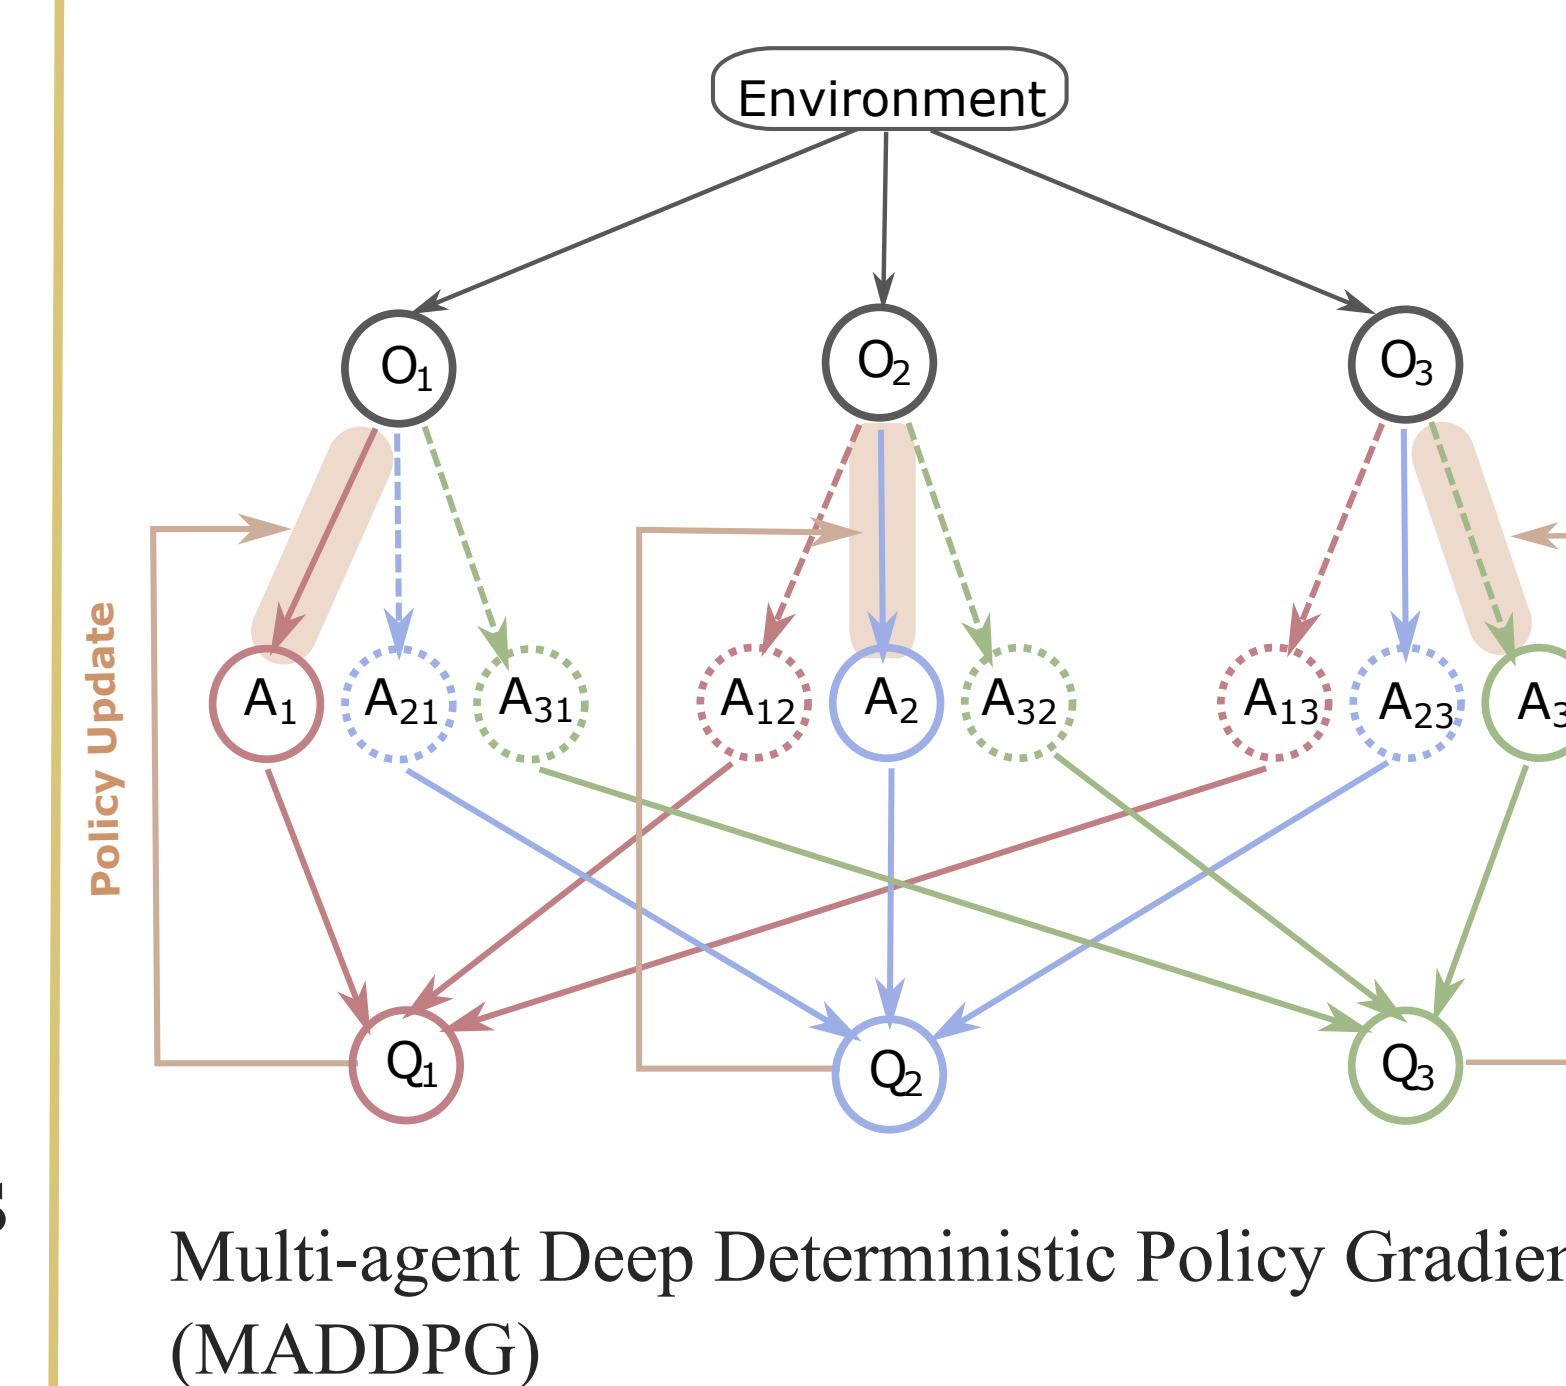 Environment
O1 O2 O3
Policy Update
A1 A21 A31 A12 A2 A32 A13 A23 A3
Q1 Q2 Q3
Multi-agent Deep Deterministic Policy
(MADDPG)